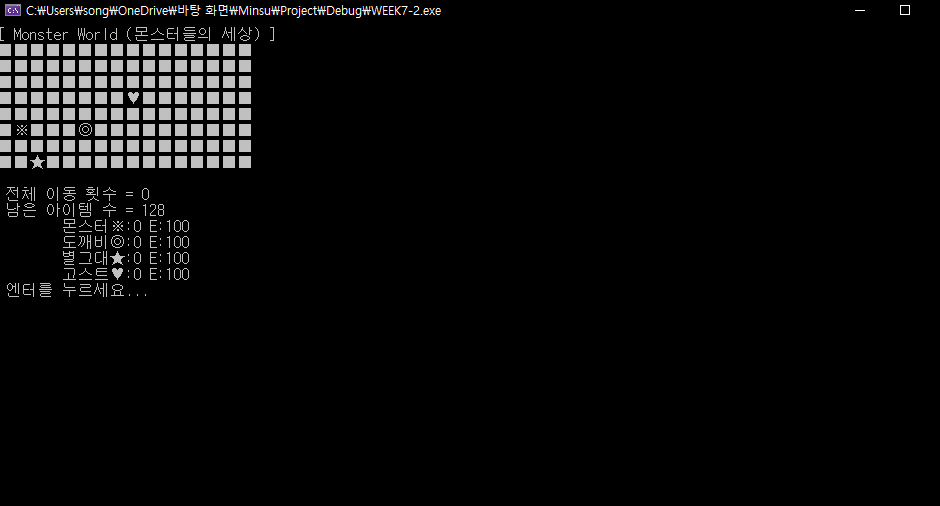 C:\Users\song\OneDrive\바탕 화면\Minsu\Project\Debug\WEEK7-2.exe
[ Monster World (몬스터들의 세상) ]
■■■■■■■■■■■■■■■■
■■■■■■■■■■■■■■■■
■■■■■■■■■■■■■■■■
■■■■■■■■♥■■■■■■■
■■■■■■■■■■■■■■■■
■※■■■◎■■■■■■■■■■
■■■■■■■■■■■■■■■■
■■★■■■■■■■■■■■■■
전체 이동 횟수 = 0
남은 아이템 수 = 128
몬스터※:0 E:100
도깨비◎:0 E:100
별그대★:0 E:100
고스트♥:0 E:100
엔터를 누르세요...